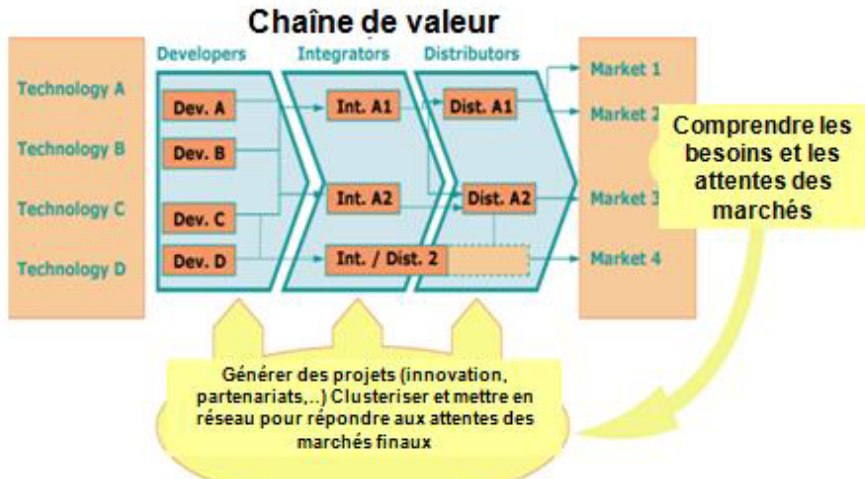 Chaîne de valeur
Developers
Integrators
Distributors
Technology A
Technology B
Technology C
Technology D
Dev. A
Dev. B
Dev. C
Dev. D
Int. A1
Int. A2
Int. / Dist. 2
Dist. A1
Dist. A2
Market 1
Market 2
Market 3
Market 4
Comprendre les
besoins et les
attentes des
marchés
Générer des projets (innovation,
partenariats,..) Clusteriser et mettre en
réseau pour répondre aux attentes des
marchés finaux